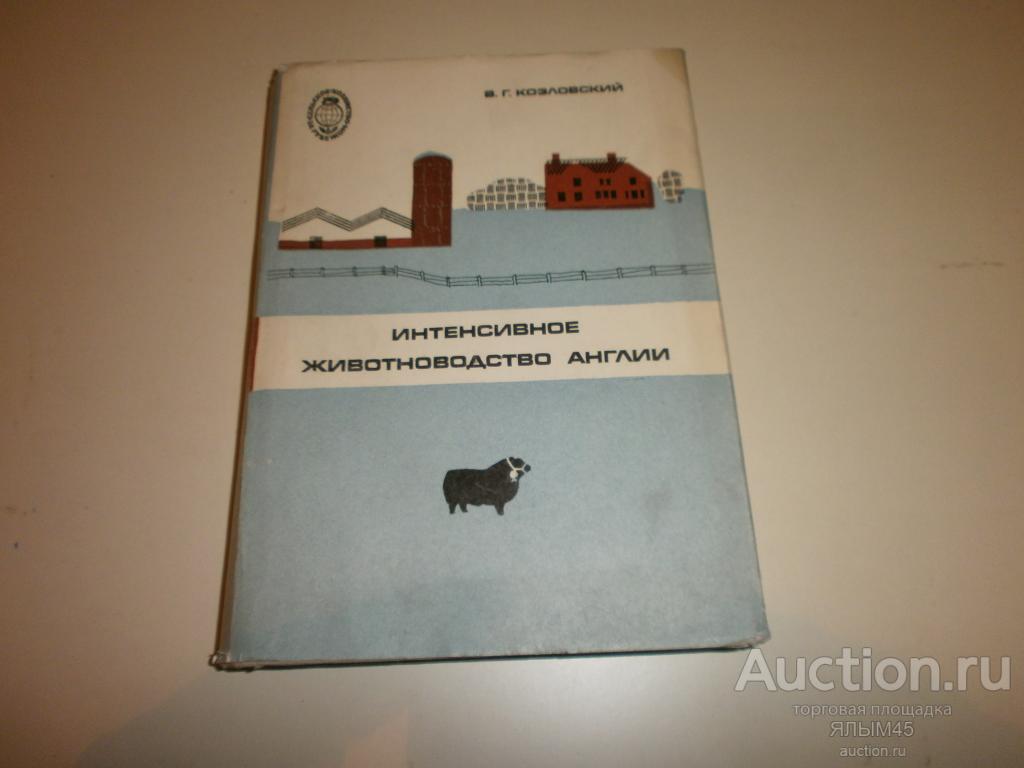 В. Г. КОЗЛОВСКИЙ
ИНТЕНСИВНОЕ
ЖИВОТНОВОДСТВО АНГЛИИ
Auction.ru
торговая площадка
ЯЛЫМ45
auction.ru